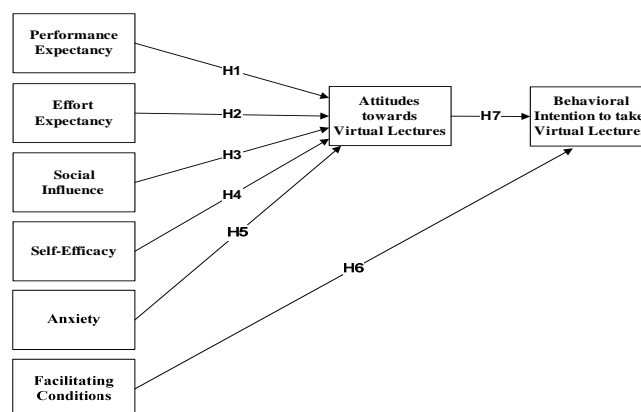 Performance
Expectancy
H1
Effort
Expectancy
H2
Attitudes
towards
Virtual Lectures
H7
Behavioral
Intention to take
Virtual Lecture
Social
Influence
H3
H4
Self-Efficacy
H5
H6
Anxiety
Facilitating
Conditions